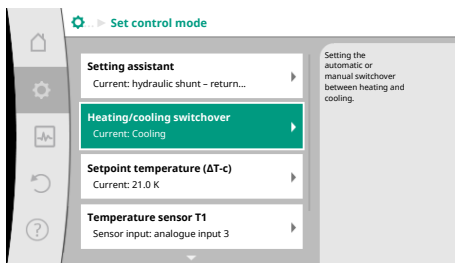 Set control mode
Setting assistant
Current: hydraulic shunt – return...
Heating/cooling switchover
Current: Cooling
Setpoint temperature (ΔT-c)
Current: 21.0 K
Temperature sensor T1
Sensor input: analogue input 3
Setting the
automatic or
manual switchover
between heating and
cooling.
?